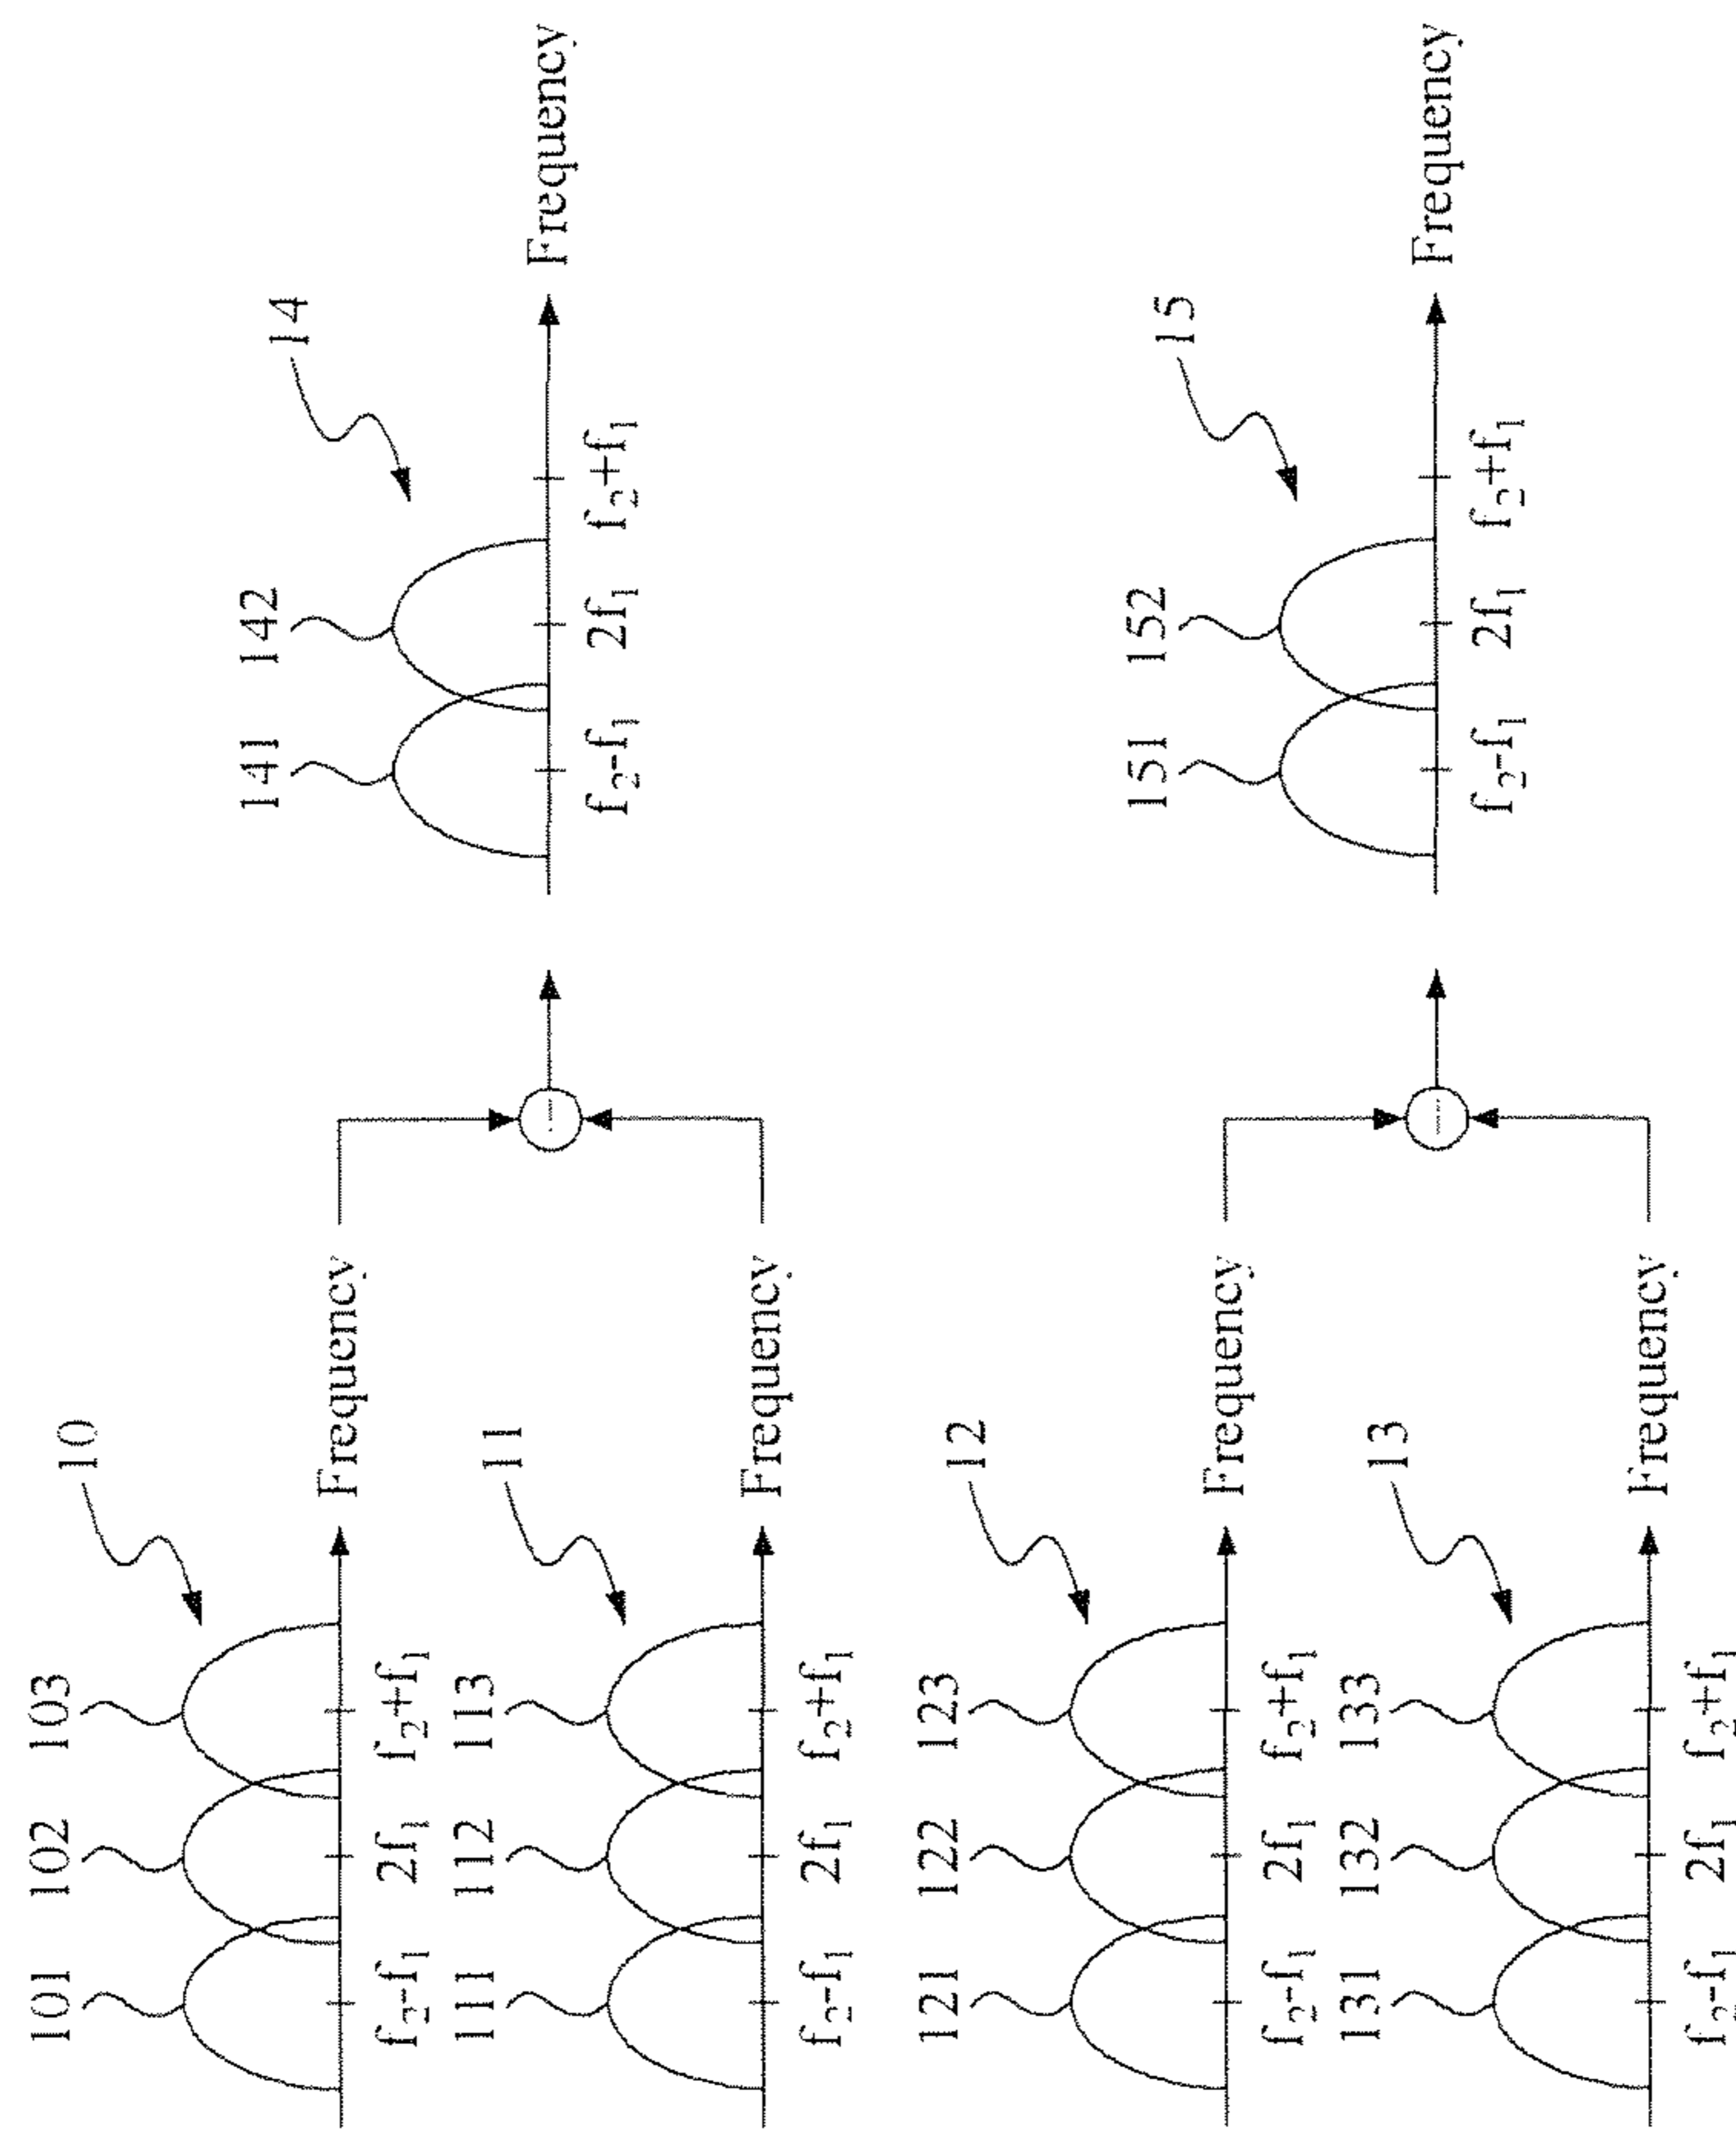 101 102 103 10
f₂-f₁ 2f₁ f₂+f₁ Frequency
111 112 113 11
f₂-f₁ 2f₁ f₂+f₁ Frequency
141 142 14
f₂-f₁ 2f₁ f₂+f₁ Frequency
121 122 123 12
f₂-f₁ 2f₁ f₂+f₁ Frequency
131 132 133 13
f₂-f₁ 2f₁ f₂+f₁ Frequency
151 152 15
f₂-f₁ 2f₁ f₂+f₁ Frequency